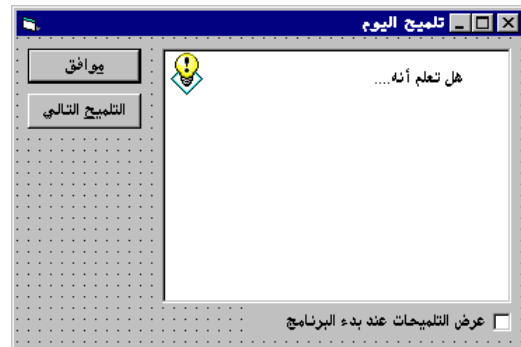 تلميح اليوم
هل تعلم أنه....
موافق
التلميح التالي
عرض التلميحات عند بدء البرنامج